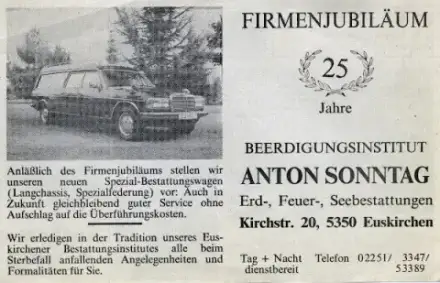 Anläßlich des Firmenjubiläums stellen wir
unseren neuen Spezial-Bestattungswagen
(Langchassis, Spezialfederung) vor: Auch in
Zukunft gleichbleibend guter Service ohne
Aufschlag auf die Überführungskosten.
Wir erledigen in der Tradition unseres Eus-
kirchener Bestattungsinstitutes alle beim
Sterbefall anfallenden Angelegenheiten und
Formalitäten für Sie.
FIRMENJUBILÄUM
25
Jahre
BEERDIGUNGSINSTITUT
ANTON SONNTAG
Erd-, Feuer-, Seebestattungen
Kirchstr. 20, 5350 Euskirchen
Tag + Nacht Telefon 02251/ 3347/
dienstbereit 53389